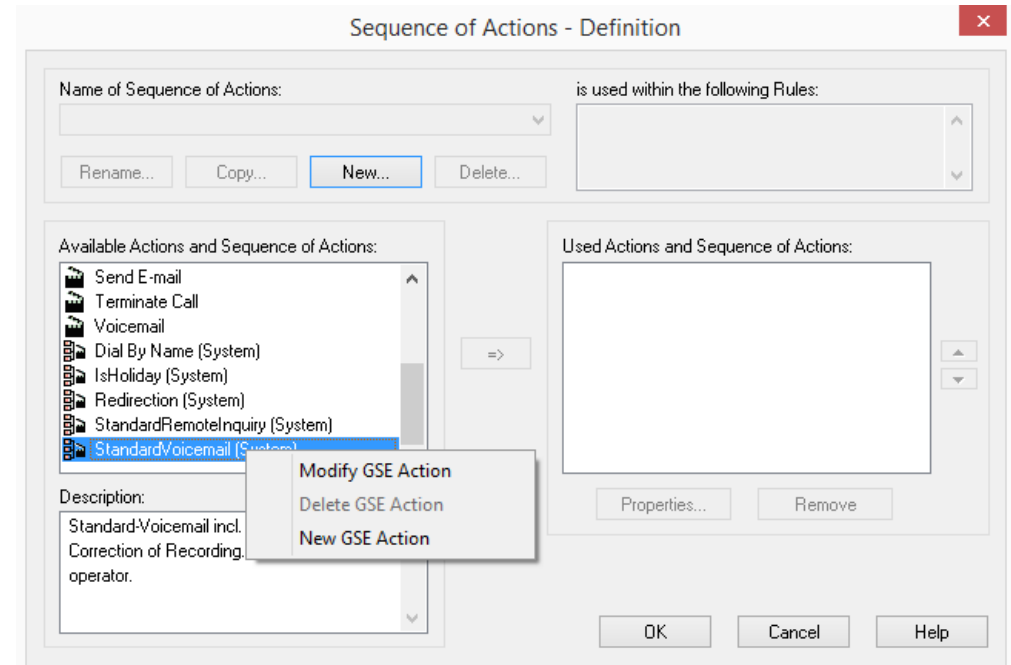 Sequence of Actions - Definition
Name of Sequence of Actions:
is used within the following Rules:
Rename...
Copy...
New...
Delete...
Available Actions and Sequence of Actions:
Used Actions and Sequence of Actions:
Send E-mail
Terminate Call
Voicemail
Dial By Name (System)
=>
IsHoliday (System)
Redirection (System)
StandardRemoteInquiry (System)
StandardVoicemail (System)
Modify GSE Action
Delete GSE Action
New GSE Action
Description:
Standard-Voicemail incl.
Correction of Recording.
operator.
Properties...
Remove
OK
Cancel
Help